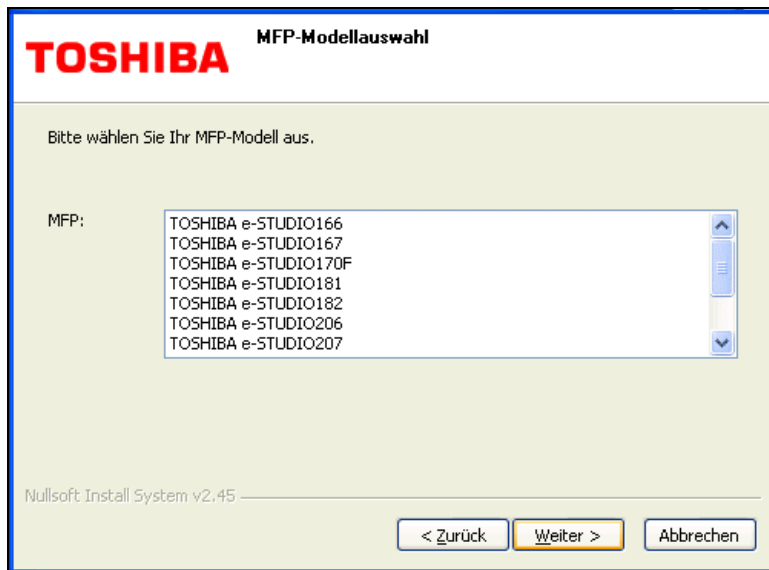 TOSHIBA
MFP-Modellauswahl
Bitte wählen Sie Ihr MFP-Modell aus.
MFP:
TOSHIBA e-STUDIO166
TOSHIBA e-STUDIO167
TOSHIBA e-STUDIO170F
TOSHIBA e-STUDIO181
TOSHIBA e-STUDIO182
TOSHIBA e-STUDIO206
TOSHIBA e-STUDIO207
Nullsoft Install System v2.45
< Zurück
Weiter >
Abbrechen